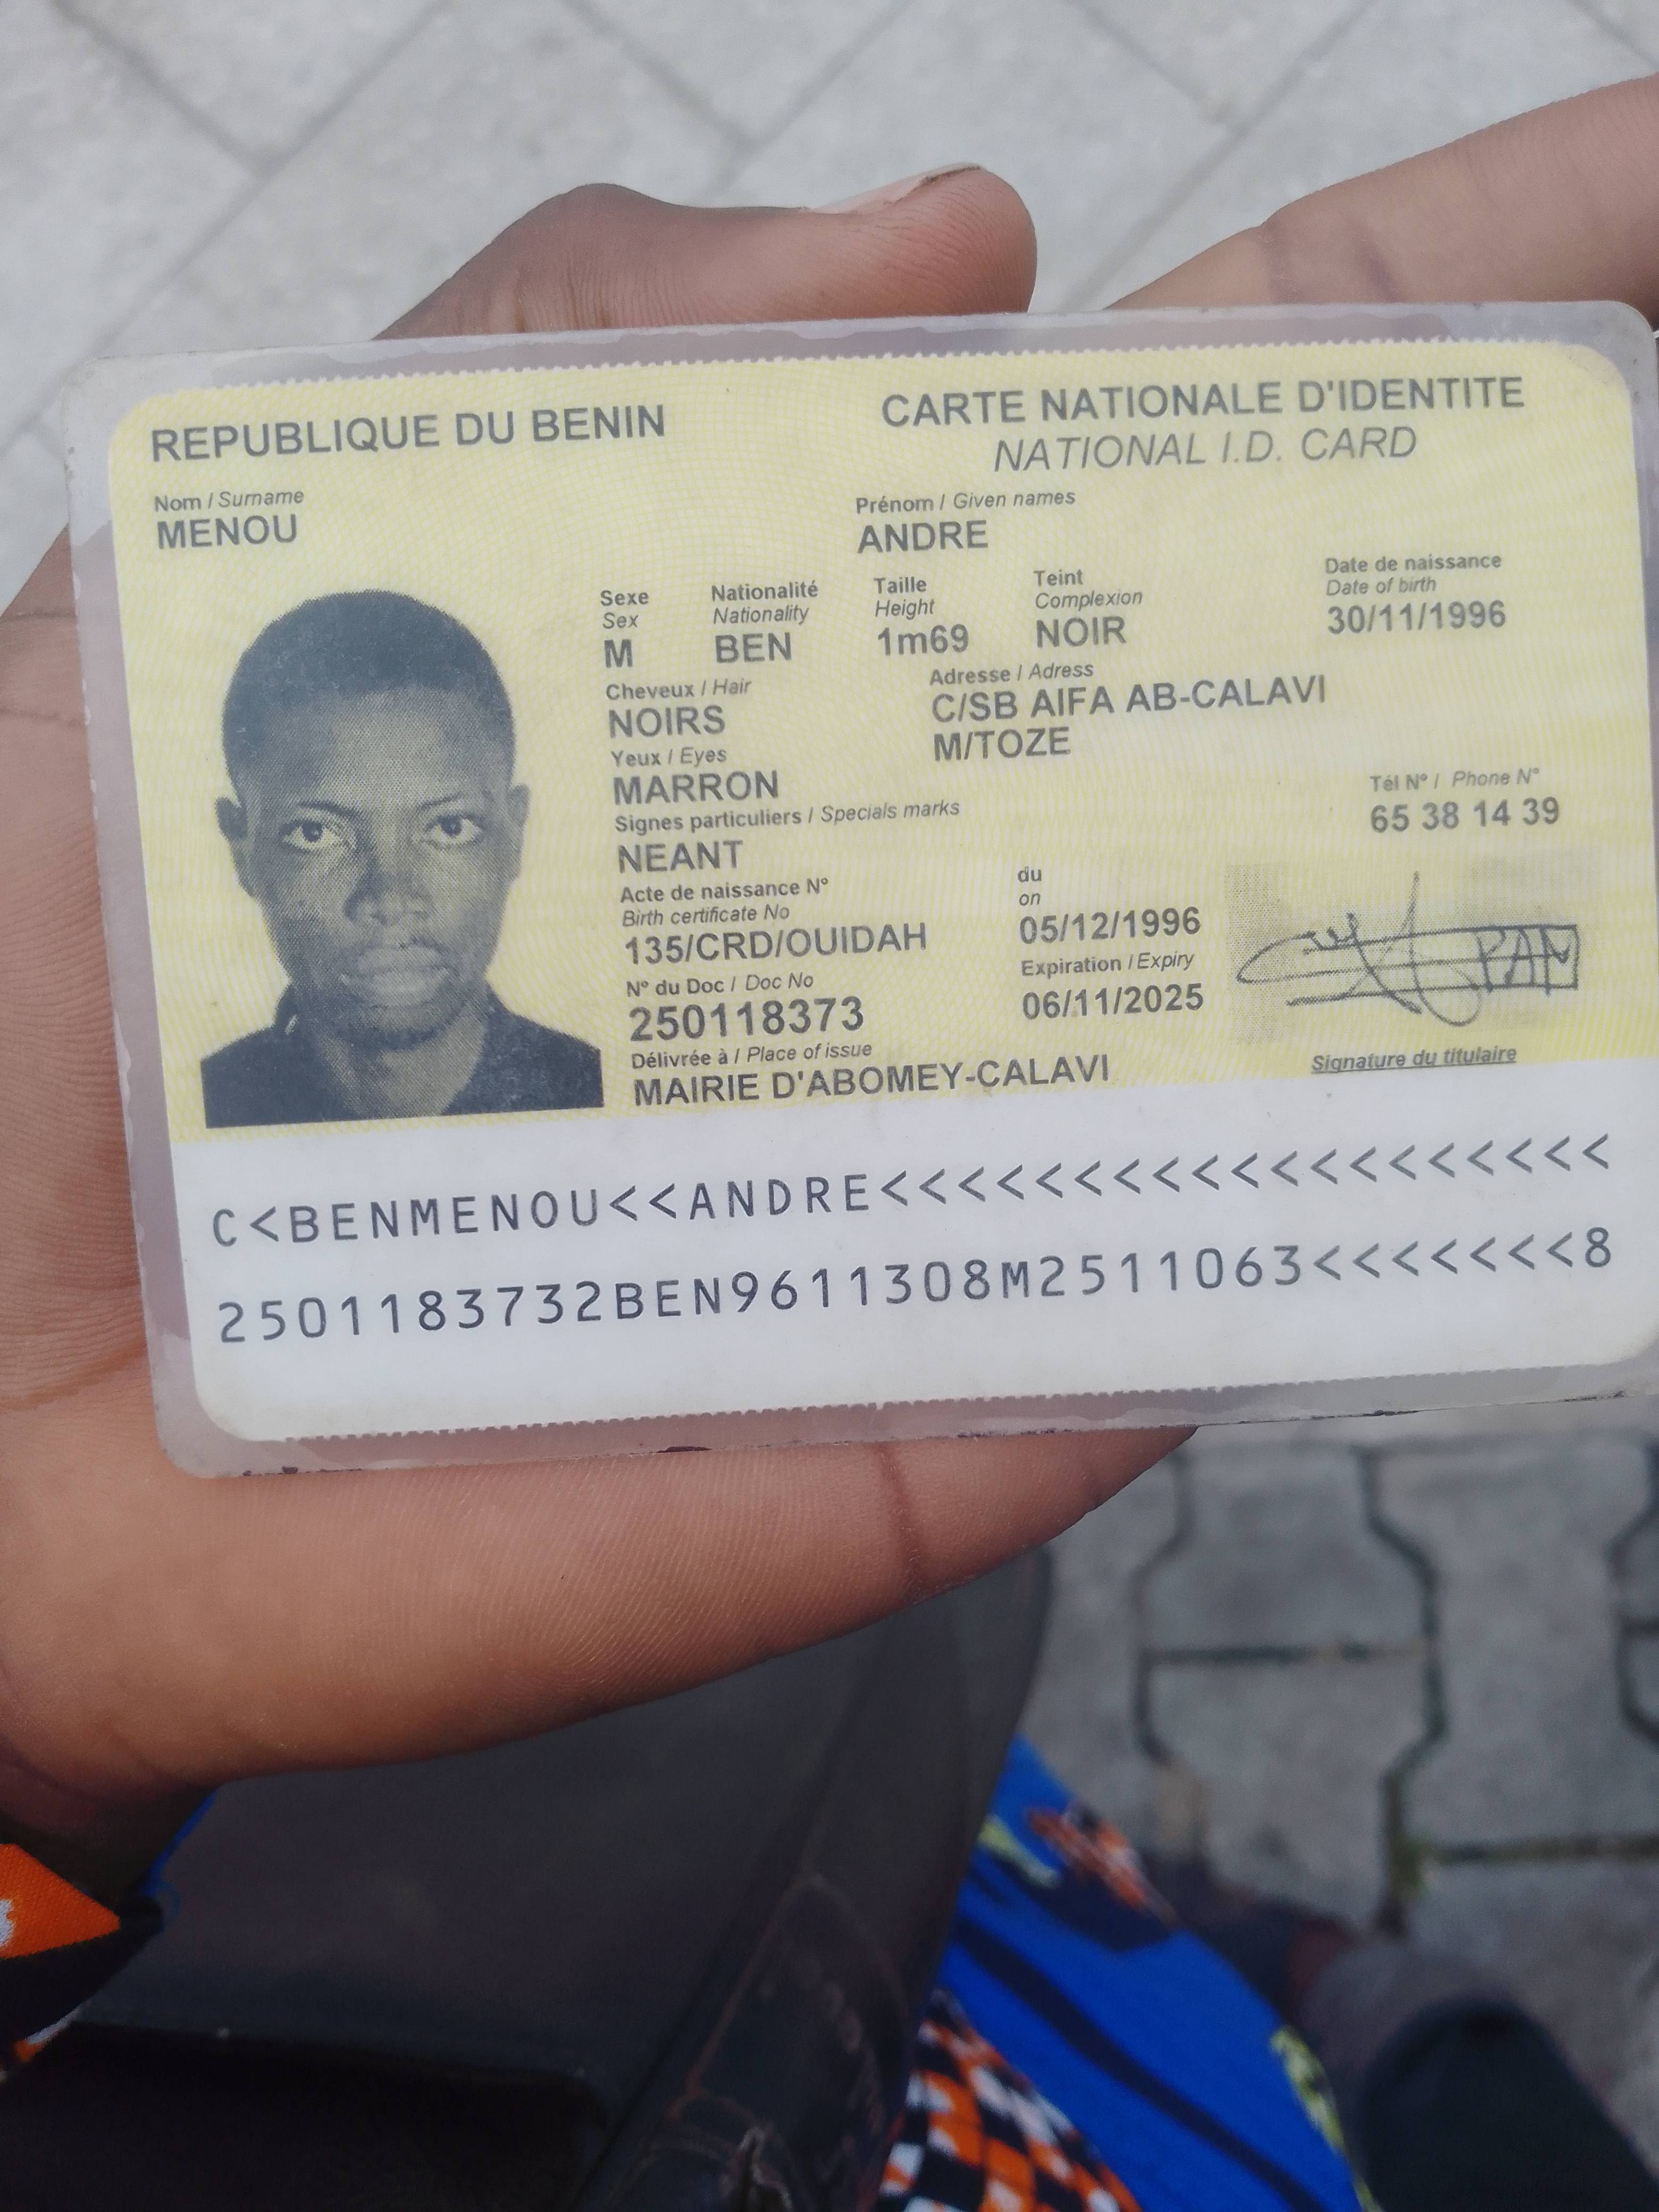 REPUBLIQUE DU BENIN
CARTE NATIONALE D'IDENTITE
NATIONAL I.D. CARD
Nom / Surname
MENOU
Prénom / Given names
ANDRE
Sexe
Sex
M
Nationalité
Nationality
BEN
Taille
Height
1m69
Teint
Complexion
NOIR
Date de naissance
Date of birth
30/11/1996
Cheveux / Hair
NOIRS
Adresse / Adress
C/SB AIFA AB-CALAVI
M/TOZE
Yeux / Eyes
MARRON
Tél N° / Phone N°
65 38 14 39
Signes particuliers / Specials marks
NEANT
Acte de naissance N°
Birth certificate No
135/CRD/OUIDAH
du
on
05/12/1996
N° du Doc / Doc No
250118373
Expiration / Expiry
06/11/2025
Délivrée à / Place of issue
MAIRIE D'ABOMEY-CALAVI
Signature du titulaire
C<BENMENOU<<ANDRE<<<<<<<<<<<<<<<<<<<
2501183732BEN9611308M2511063<<<<<<<8